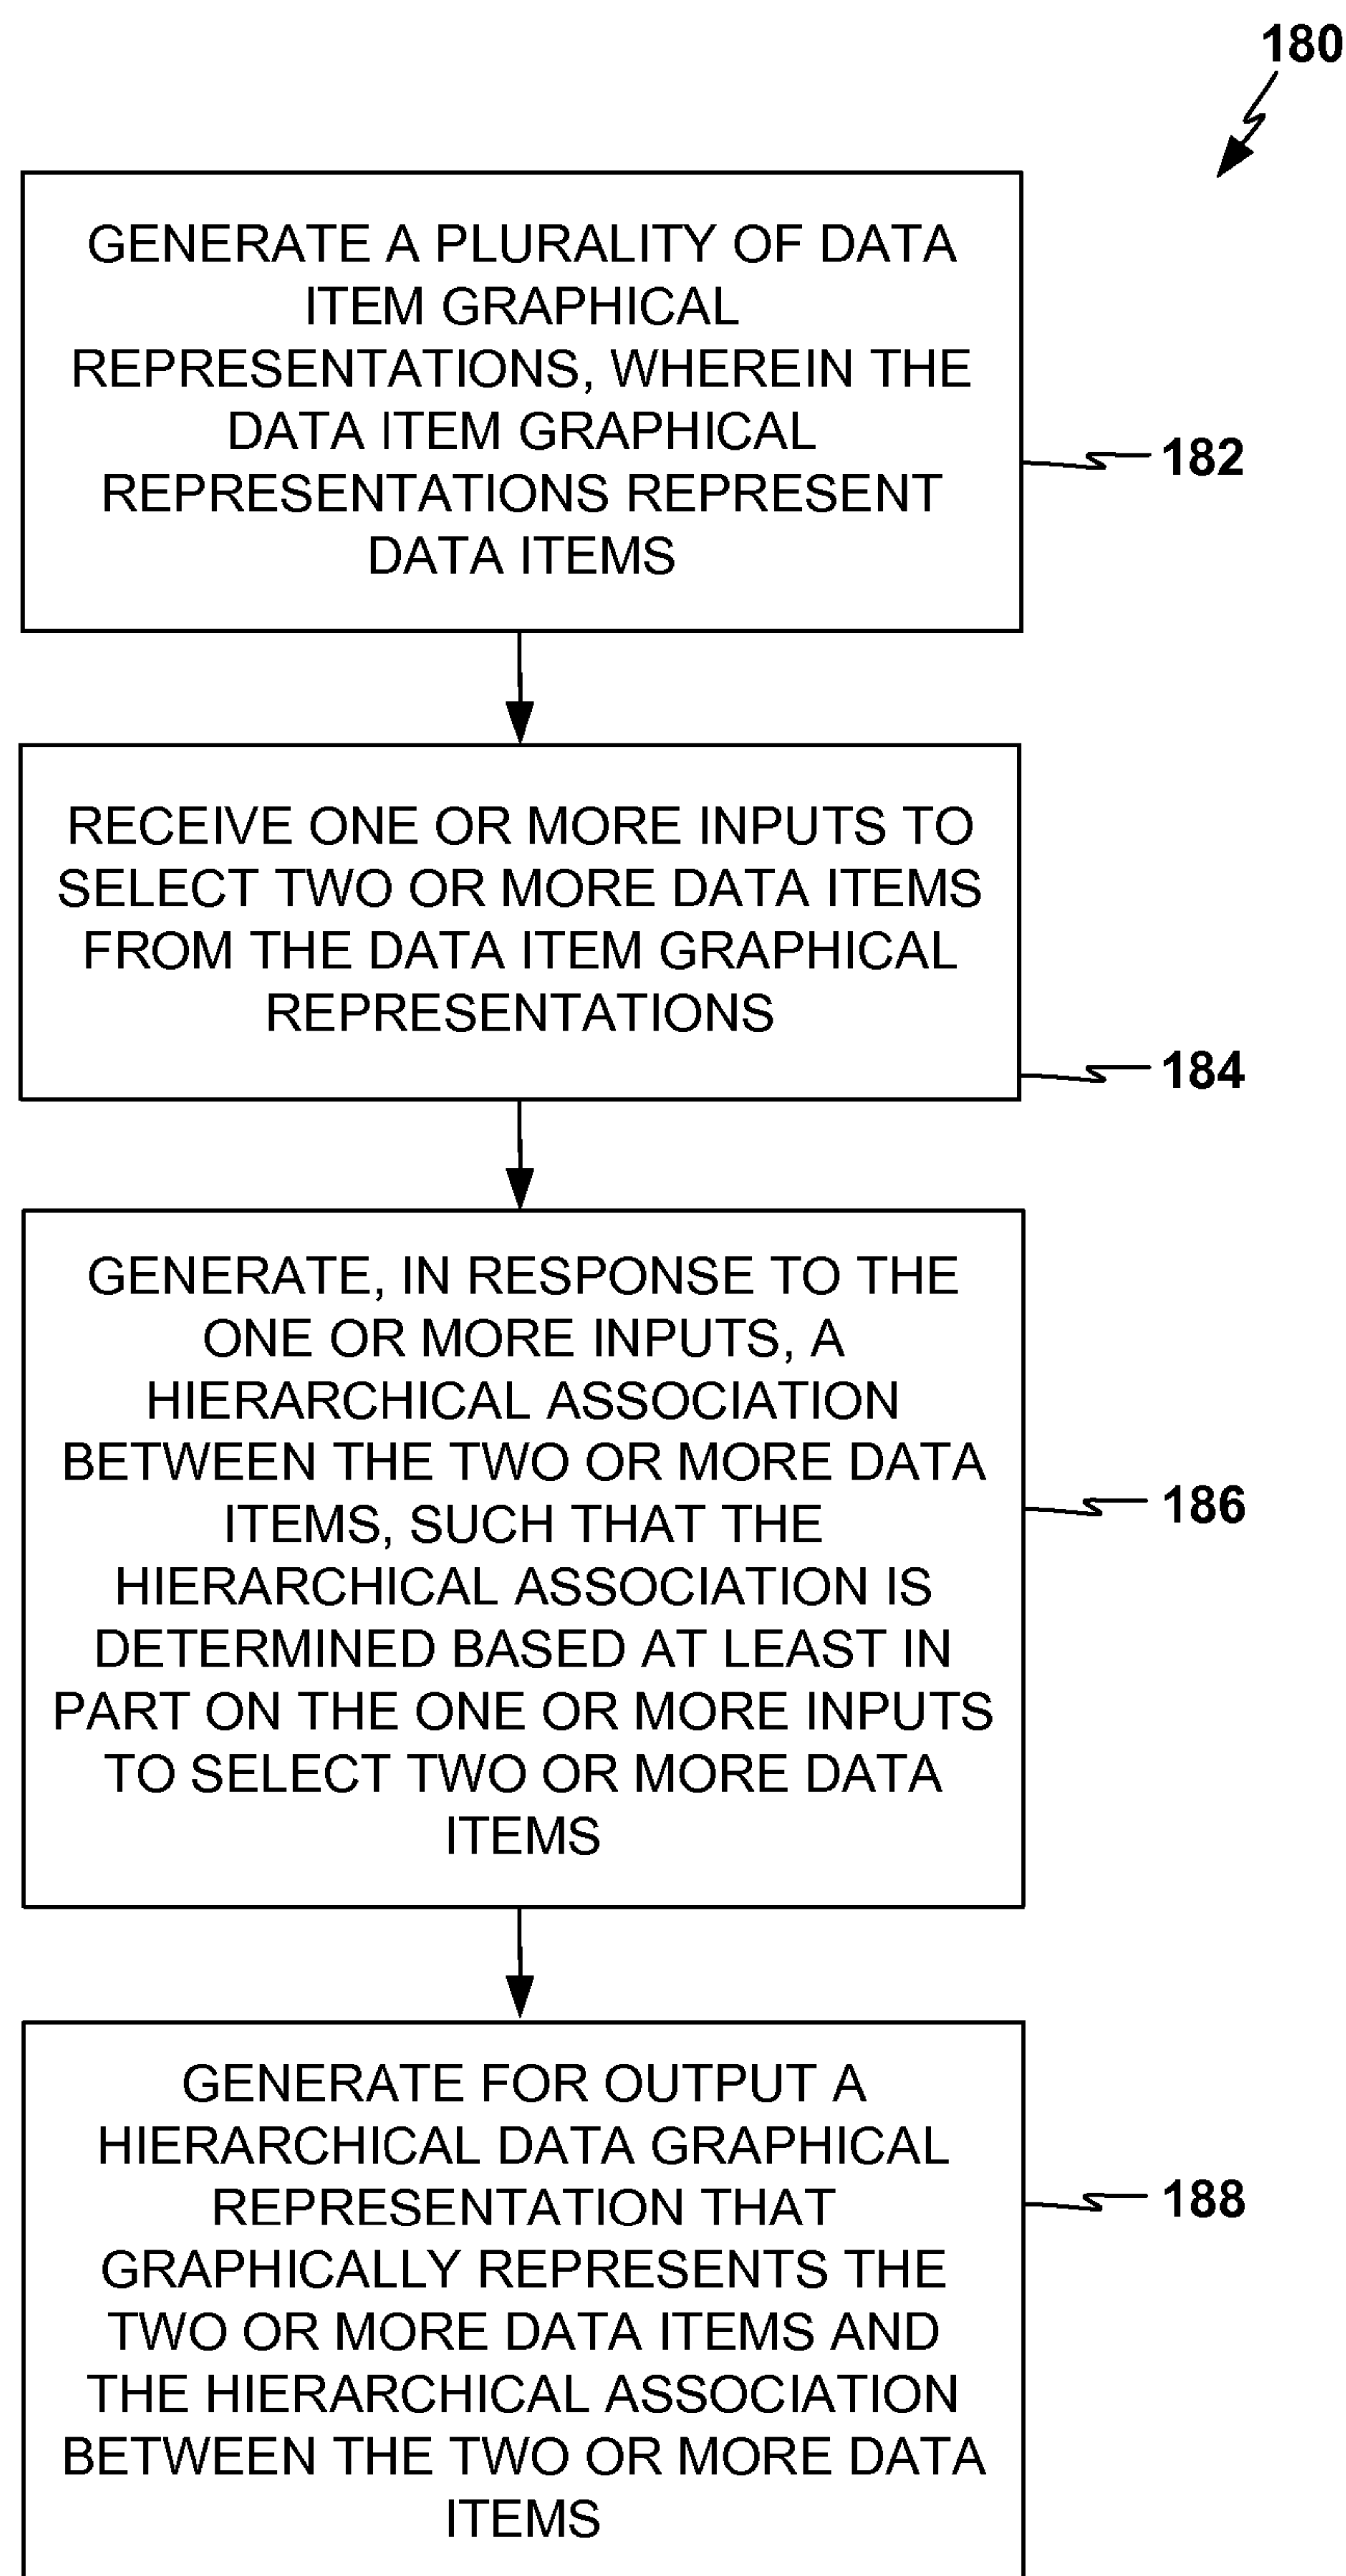 180
GENERATE A PLURALITY OF DATA
ITEM GRAPHICAL
REPRESENTATIONS, WHEREIN THE
DATA ITEM GRAPHICAL
REPRESENTATIONS REPRESENT
DATA ITEMS
182
RECEIVE ONE OR MORE INPUTS TO
SELECT TWO OR MORE DATA ITEMS
FROM THE DATA ITEM GRAPHICAL
REPRESENTATIONS
184
GENERATE, IN RESPONSE TO THE
ONE OR MORE INPUTS, A
HIERARCHICAL ASSOCIATION
BETWEEN THE TWO OR MORE DATA
ITEMS, SUCH THAT THE
HIERARCHICAL ASSOCIATION IS
DETERMINED BASED AT LEAST IN
PART ON THE ONE OR MORE INPUTS
TO SELECT TWO OR MORE DATA
ITEMS
186
GENERATE FOR OUTPUT A
HIERARCHICAL DATA GRAPHICAL
REPRESENTATION THAT
GRAPHICALLY REPRESENTS THE
TWO OR MORE DATA ITEMS AND
THE HIERARCHICAL ASSOCIATION
BETWEEN THE TWO OR MORE DATA
ITEMS
188